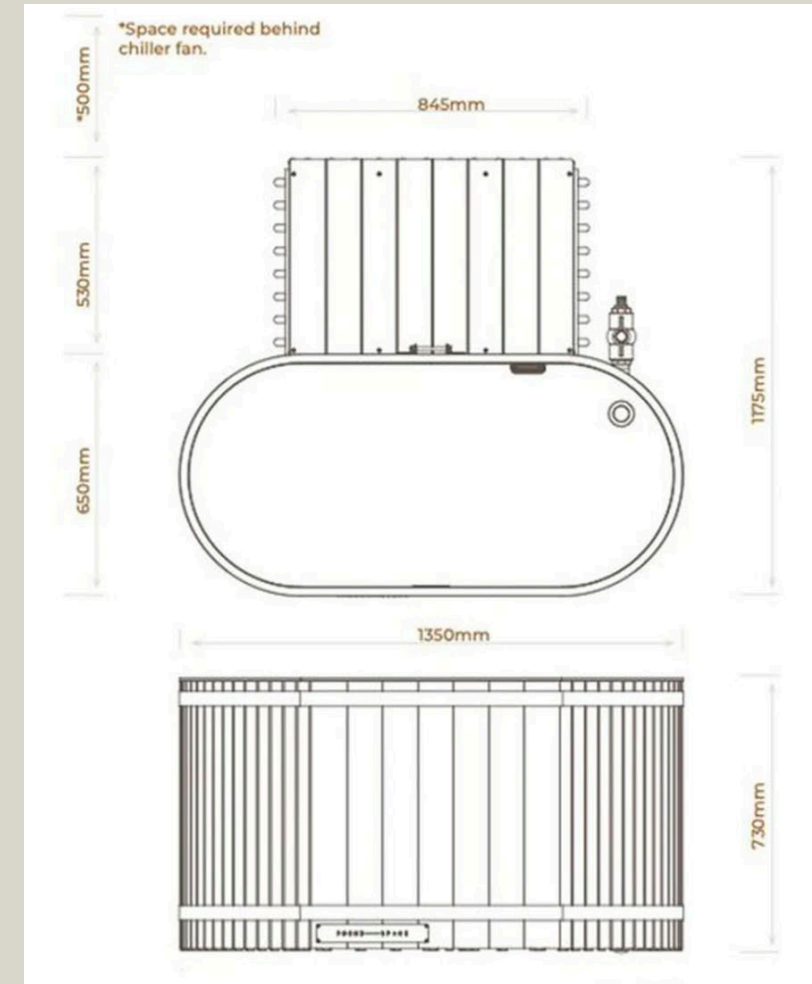 *Space required behind
chiller fan.
*500mm
845mm
530mm
1175mm
650mm
1350mm
730mm